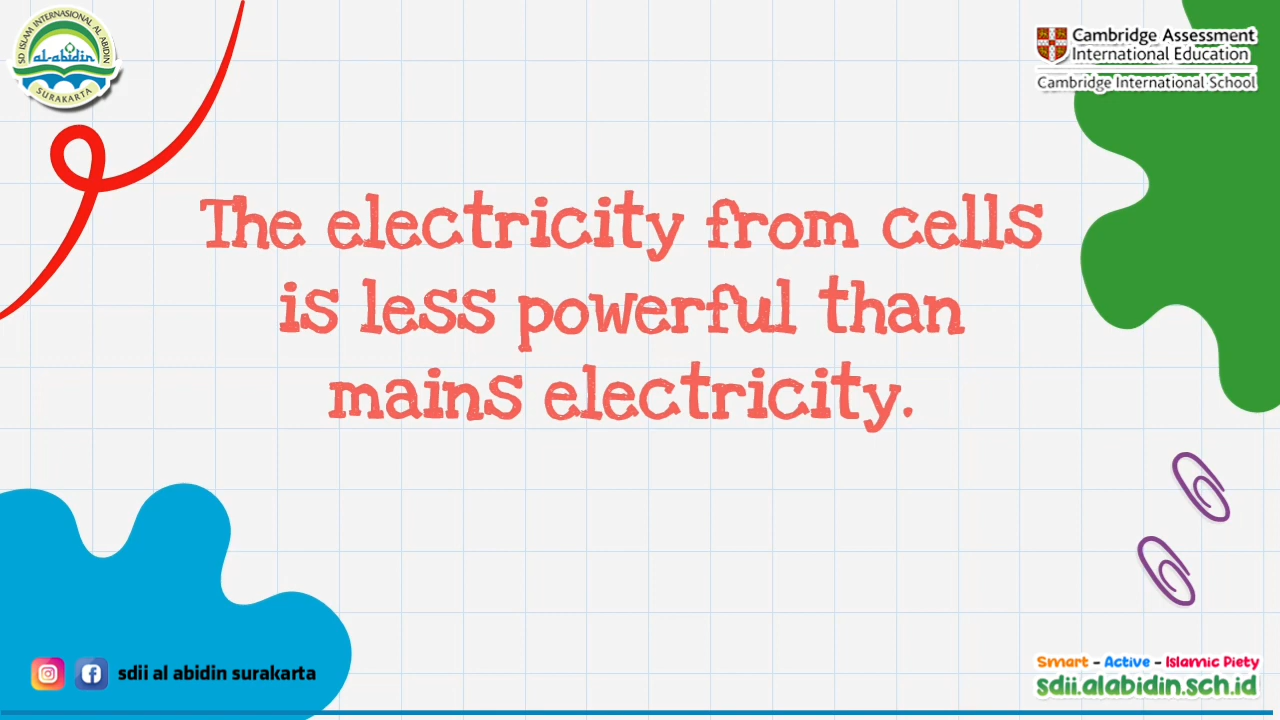 SD ISLAM INTERNASIONAL AL ABIDIN
al-abidin
SURAKARTA
Cambridge Assessment
International Education
Cambridge International School
The electricity from cells
is less powerful than
mains electricity.
sdii al abidin surakarta
Smart - Active - Islamic Piety
sdii.alabidin.sch.id